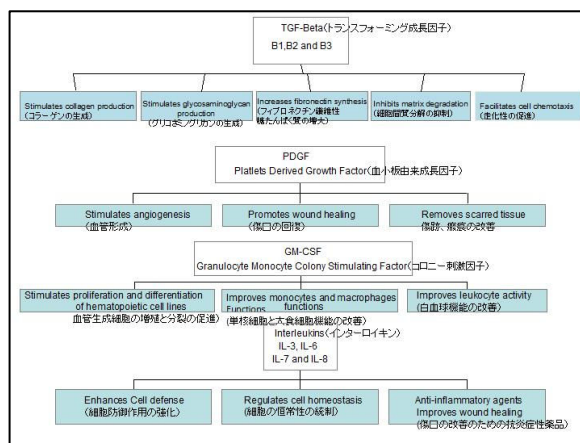 TGF-Beta(トランスフォーミング成長因子)
B1,B2 and B3
Stimulates collagen production
(コラーゲンの生成)
Stimulates glycosaminoglycan
production
(グリコネミノグリカンの生成)
Increases fibronectin synthesis
(フィブロネクチン繊維性
糖たんぱく質の増大)
Inhibits matrix degradation
(細胞間質分解の抑制)
Facilitates cell chemotaxis
(走化性の促進)
PDGF
Platlets Derived Growth Factor(血小板由来成長因子)
Stimulates angiogenesis
(血管形成)
Promotes wound healing
(傷口の回復)
Removes scarred tissue
傷跡、瘢痕の改善
GM-CSF
Granulocyte Monocyte Colony Stimulating Factor(コロニー刺激因子)
Stimulates proliferation and differentiation
of hematopoietic cell lines
血管生成細胞の増殖と分裂の促進)
Improves monocytes and macrophages
Functions
functions
(単核細胞と大食細胞機能の改善)
Improves leukocyte activity
(白血球機能の改善)
Interleukins(インターロイキン)
IL-3, IL-6
IL-7 and IL-8
Enhances Cell defense
(細胞防御作用の強化)
Regulates cell homeostasis
(細胞の恒常性の統制)
Anti-inflammatory agents
Improves wound healing
(傷口の改善のための抗炎症性薬品)